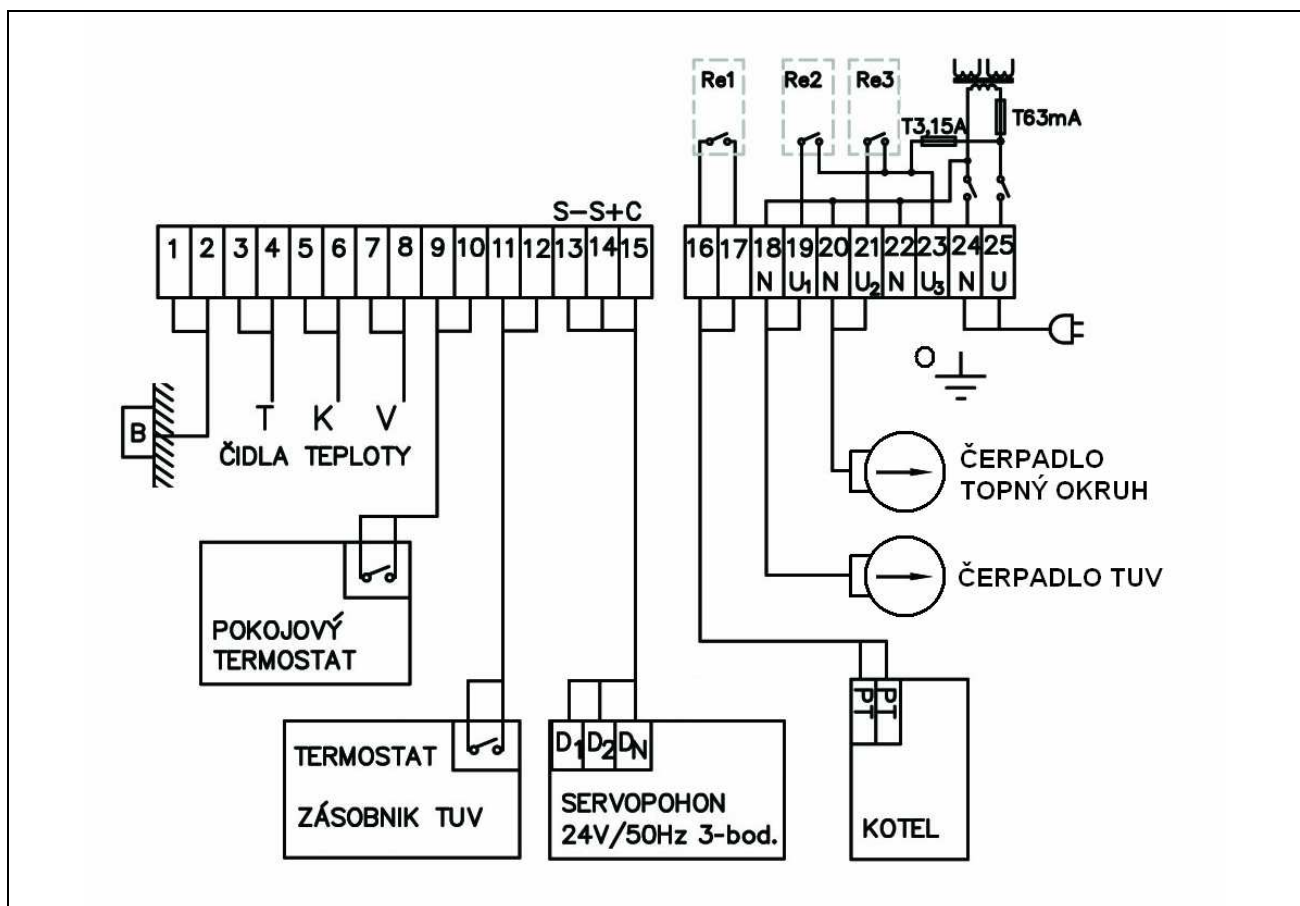 Re1 Re2 Re3
T3,15A T63mA
S- S+ C
1 2 3 4 5 6 7 8 9 10 11 12 13 14 15
16 17 18 19 20 21 22 23 24 25
N U1 N U2 N U3 N U
O
B
T K V
ČIDLA TEPLOTY
ČERPADLO
TOPNÝ OKRUH
ČERPADLO TUV
POKOJOVÝ
TERMOSTAT
TERMOSTAT
ZÁSOBNIK TUV
D1 D2 DN
SERVOPOHON
24V/50Hz 3-bod.
PT PT
KOTEL